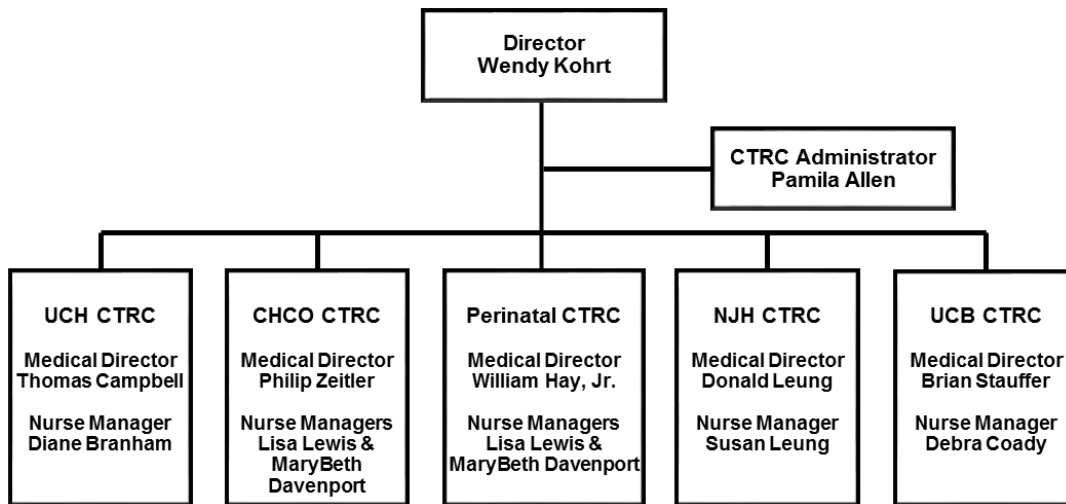 Director
Wendy Kohrt
CTRC Administrator
Pamila Allen
UCH CTRC
Medical Director
Thomas Campbell
Nurse Manager
Diane Branham
CHCO CTRC
Medical Director
Philip Zeitler
Nurse Managers
Lisa Lewis &
MaryBeth
Davenport
Perinatal CTRC
Medical Director
William Hay, Jr.
Nurse Managers
Lisa Lewis &
MaryBeth Davenport
NJH CTRC
Medical Director
Donald Leung
Nurse Manager
Susan Leung
UCB CTRC
Medical Director
Brian Stauffer
Nurse Manager
Debra Coady